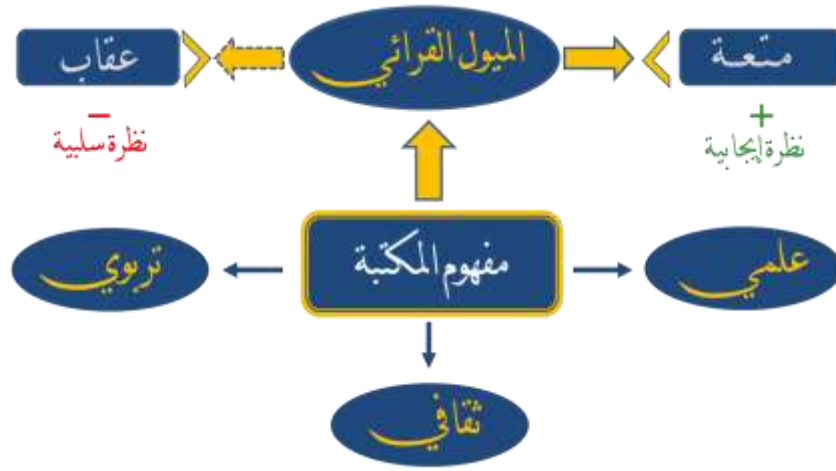 الميول القرائي
متعة
+
نظرة إيجابية
عقاب
−
نظرة سلبية
مفهوم المكتبة
علمي
تربوي
ثقافي